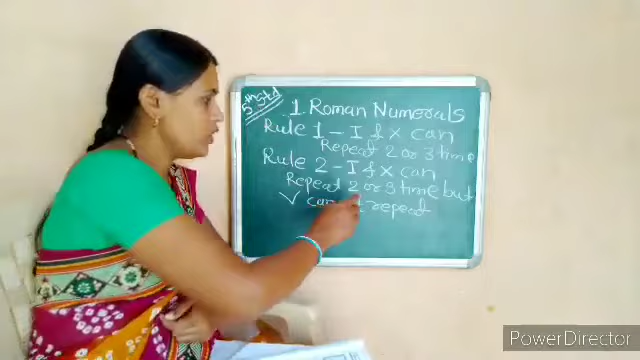 5th Std
1. Roman Numerals
Rule 1 - I & X can
Repeat 2 or 3 time
Rule 2 - I & X can
Repeat 2 or 3 time but
V repeat
PowerDirector